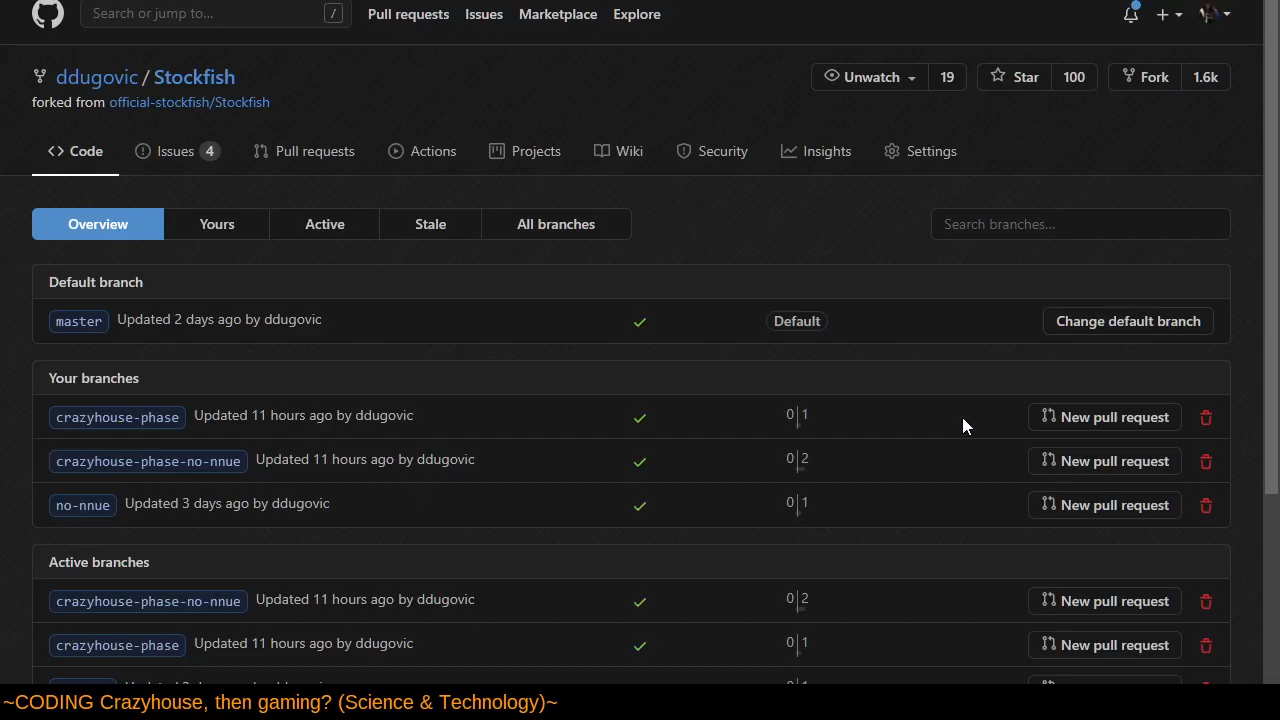 Search or jump to... /
Pull requests Issues Marketplace Explore
ddugovic / Stockfish
Unwatch 19 Star 100 Fork 1.6k
forked from official-stockfish/Stockfish
Code Issues 4 Pull requests Actions Projects Wiki Security Insights Settings
Overview Yours Active Stale All branches Search branches...
Default branch
master Updated 2 days ago by ddugovic Default Change default branch
Your branches
crazyhouse-phase Updated 11 hours ago by ddugovic 0|1 New pull request
crazyhouse-phase-no-nnue Updated 11 hours ago by ddugovic 0|2 New pull request
no-nnue Updated 3 days ago by ddugovic 0|1 New pull request
Active branches
crazyhouse-phase-no-nnue Updated 11 hours ago by ddugovic 0|2 New pull request
crazyhouse-phase Updated 11 hours ago by ddugovic 0|1 New pull request
~CODING Crazyhouse, then gaming? (Science & Technology)~